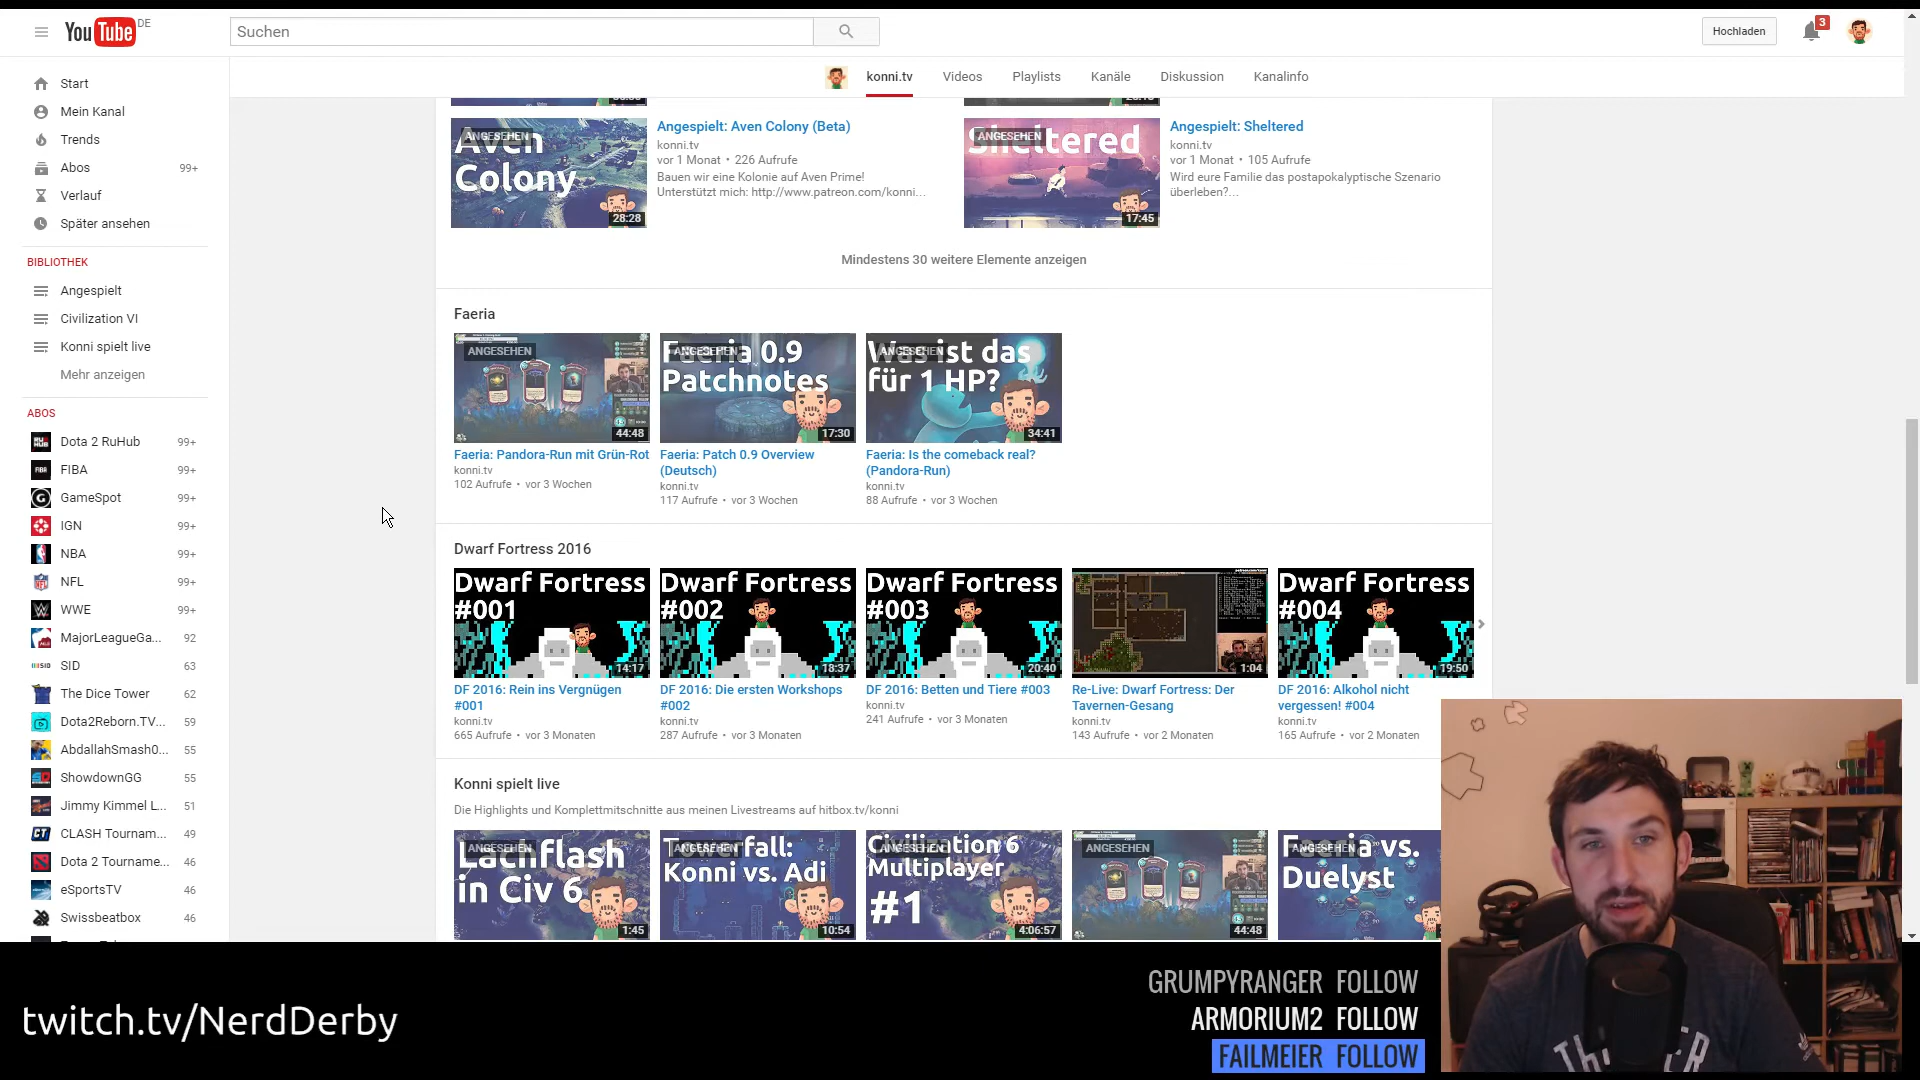 YouTube DE
Suchen
Hochladen
3
konni.tv
Videos
Playlists
Kanäle
Diskussion
Kanalinfo
Start
Mein Kanal
Trends
Abos 99+
Verlauf
Später ansehen
BIBLIOTHEK
Angespielt
Civilization VI
Konni spielt live
Mehr anzeigen
ABOS
Dota 2 RuHub 99+
FIBA 99+
GameSpot 99+
IGN 99+
NBA 99+
NFL 99+
WWE 99+
MajorLeagueGa... 92
SID 63
The Dice Tower 62
Dota2Reborn.TV... 59
AbdallahSmash0... 55
ShowdownGG 55
Jimmy Kimmel L... 51
CLASH Tournam... 49
Dota 2 Tourname... 46
eSportsTV 46
Swissbeatbox 46
ANGESEHEN
Aven
Colony
28:28
Angespielt: Aven Colony (Beta)
konni.tv
vor 1 Monat • 226 Aufrufe
Bauen wir eine Kolonie auf Aven Prime!
Unterstützt mich: http://www.patreon.com/konni...
ANGESEHEN
Sheltered
17:45
Angespielt: Sheltered
konni.tv
vor 1 Monat • 105 Aufrufe
Wird eure Familie das postapokalyptische Szenario
überleben?...
Mindestens 30 weitere Elemente anzeigen
Faeria
ANGESEHEN
44:48
Faeria: Pandora-Run mit Grün-Rot
konni.tv
102 Aufrufe • vor 3 Wochen
ANGESEHEN
Faeria 0.9
Patchnotes
17:30
Faeria: Patch 0.9 Overview
(Deutsch)
konni.tv
117 Aufrufe • vor 3 Wochen
ANGESEHEN
Was ist das
für 1 HP?
34:41
Faeria: Is the comeback real?
(Pandora-Run)
konni.tv
88 Aufrufe • vor 3 Wochen
Dwarf Fortress 2016
Dwarf Fortress
#001
14:17
DF 2016: Rein ins Vergnügen
#001
konni.tv
665 Aufrufe • vor 3 Monaten
Dwarf Fortress
#002
18:37
DF 2016: Die ersten Workshops
#002
konni.tv
287 Aufrufe • vor 3 Monaten
Dwarf Fortress
#003
20:40
DF 2016: Betten und Tiere #003
konni.tv
241 Aufrufe • vor 3 Monaten
1:04
Re-Live: Dwarf Fortress: Der
Tavernen-Gesang
konni.tv
143 Aufrufe • vor 2 Monaten
Dwarf Fortress
#004
19:50
DF 2016: Alkohol nicht
vergessen! #004
konni.tv
165 Aufrufe • vor 2 Monaten
Konni spielt live
Die Highlights und Komplettmitschnitte aus meinen Livestreams auf hitbox.tv/konni
ANGESEHEN
Lachflash
in Civ 6
1:45
ANGESEHEN
Towerfall:
Konni vs. Adi
10:54
ANGESEHEN
Civilization 6
Multiplayer
#1
4:06:57
ANGESEHEN
44:48
ANGESEHEN
Faeria vs.
Duelyst
twitch.tv/NerdDerby
GRUMPYRANGER FOLLOW
ARMORIUM2 FOLLOW
FAILMEIER FOLLOW